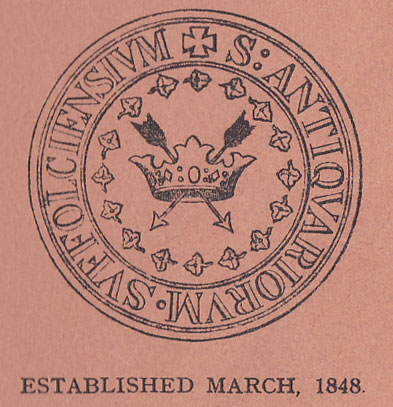 ✠ S: ANTIQVARIORVM · SVFFOLCIENSIVM
ESTABLISHED MARCH, 1848.